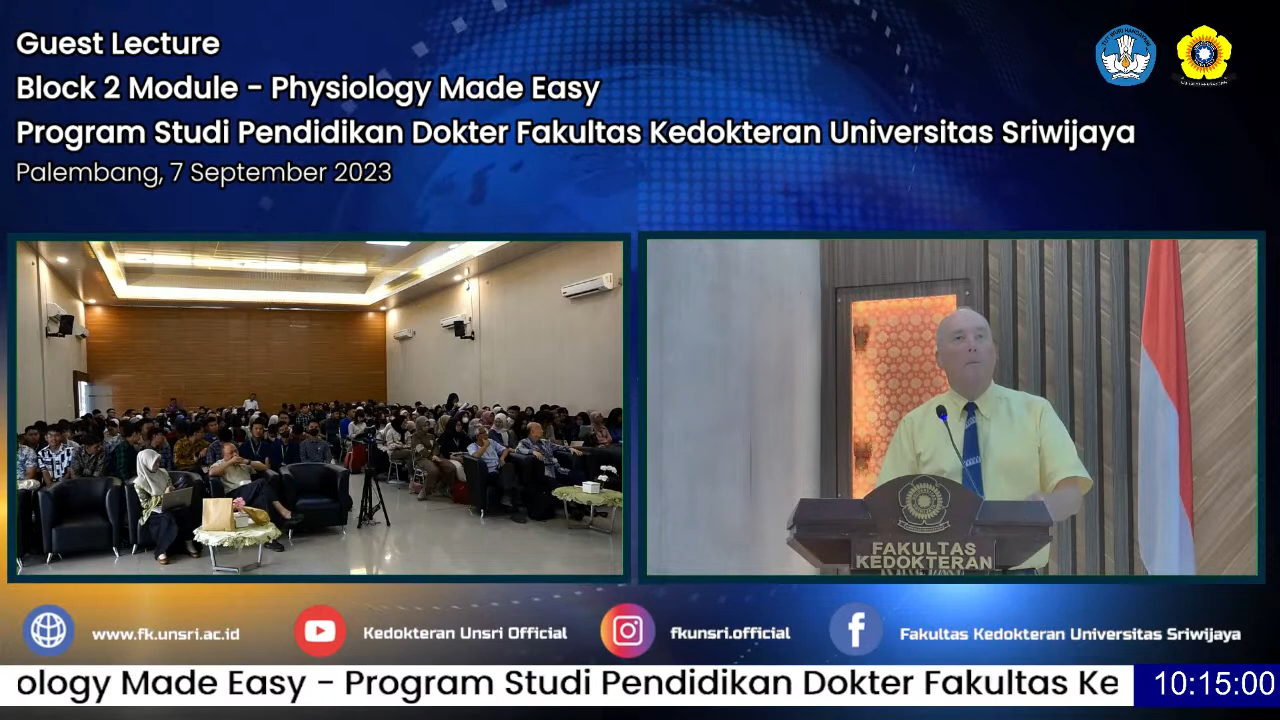 Guest Lecture
Block 2 Module - Physiology Made Easy
Program Studi Pendidikan Dokter Fakultas Kedokteran Universitas Sriwijaya
Palembang, 7 September 2023
FAKULTAS
KEDOKTERAN
www.fk.unsri.ac.id
Kedokteran Unsri Official
fkunsri.official
Fakultas Kedokteran Universitas Sriwijaya
ology Made Easy - Program Studi Pendidikan Dokter Fakultas Ke
10:15:00